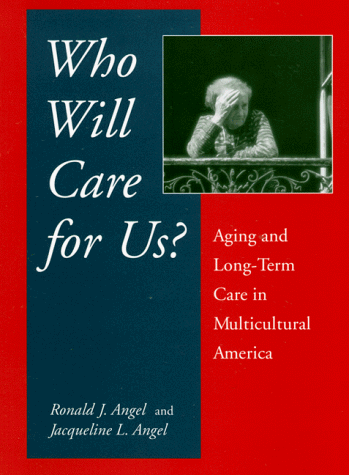 Who
Will
Care
for Us?
Aging and
Long-Term
Care in
Multicultural
America
Ronald J. Angel and
Jacqueline L. Angel